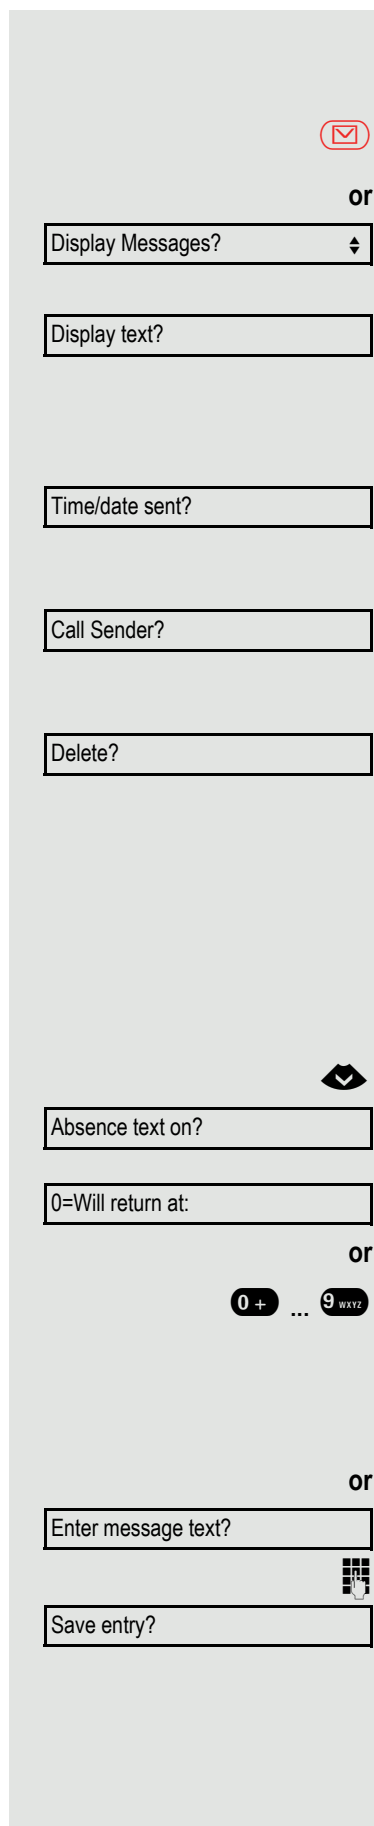 or
Display Messages?
Display text?
Time/date sent?
Call Sender?
Delete?
Absence text on?
0=Will return at:
or
0 + ... 9 WXYZ
or
Enter message text?
Save entry?